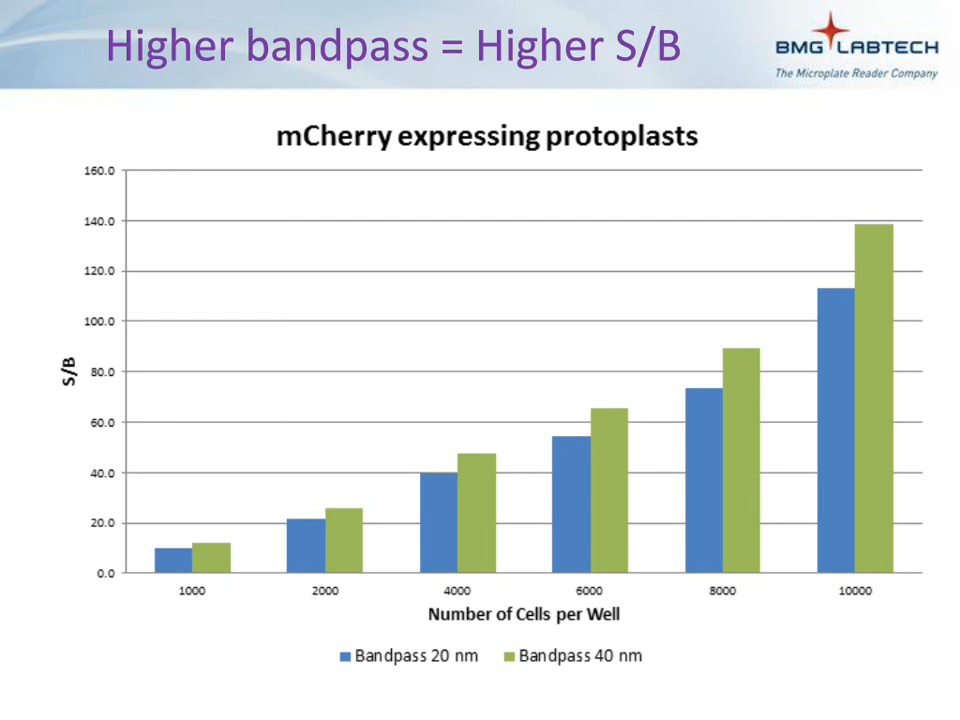 Higher bandpass = Higher S/B
BMG LABTECH
The Microplate Reader Company
mCherry expressing protoplasts
160.0
140.0
120.0
100.0
80.0
60.0
40.0
20.0
0.0
S/B
1000 2000 4000 6000 8000 10000
Number of Cells per Well
Bandpass 20 nm Bandpass 40 nm